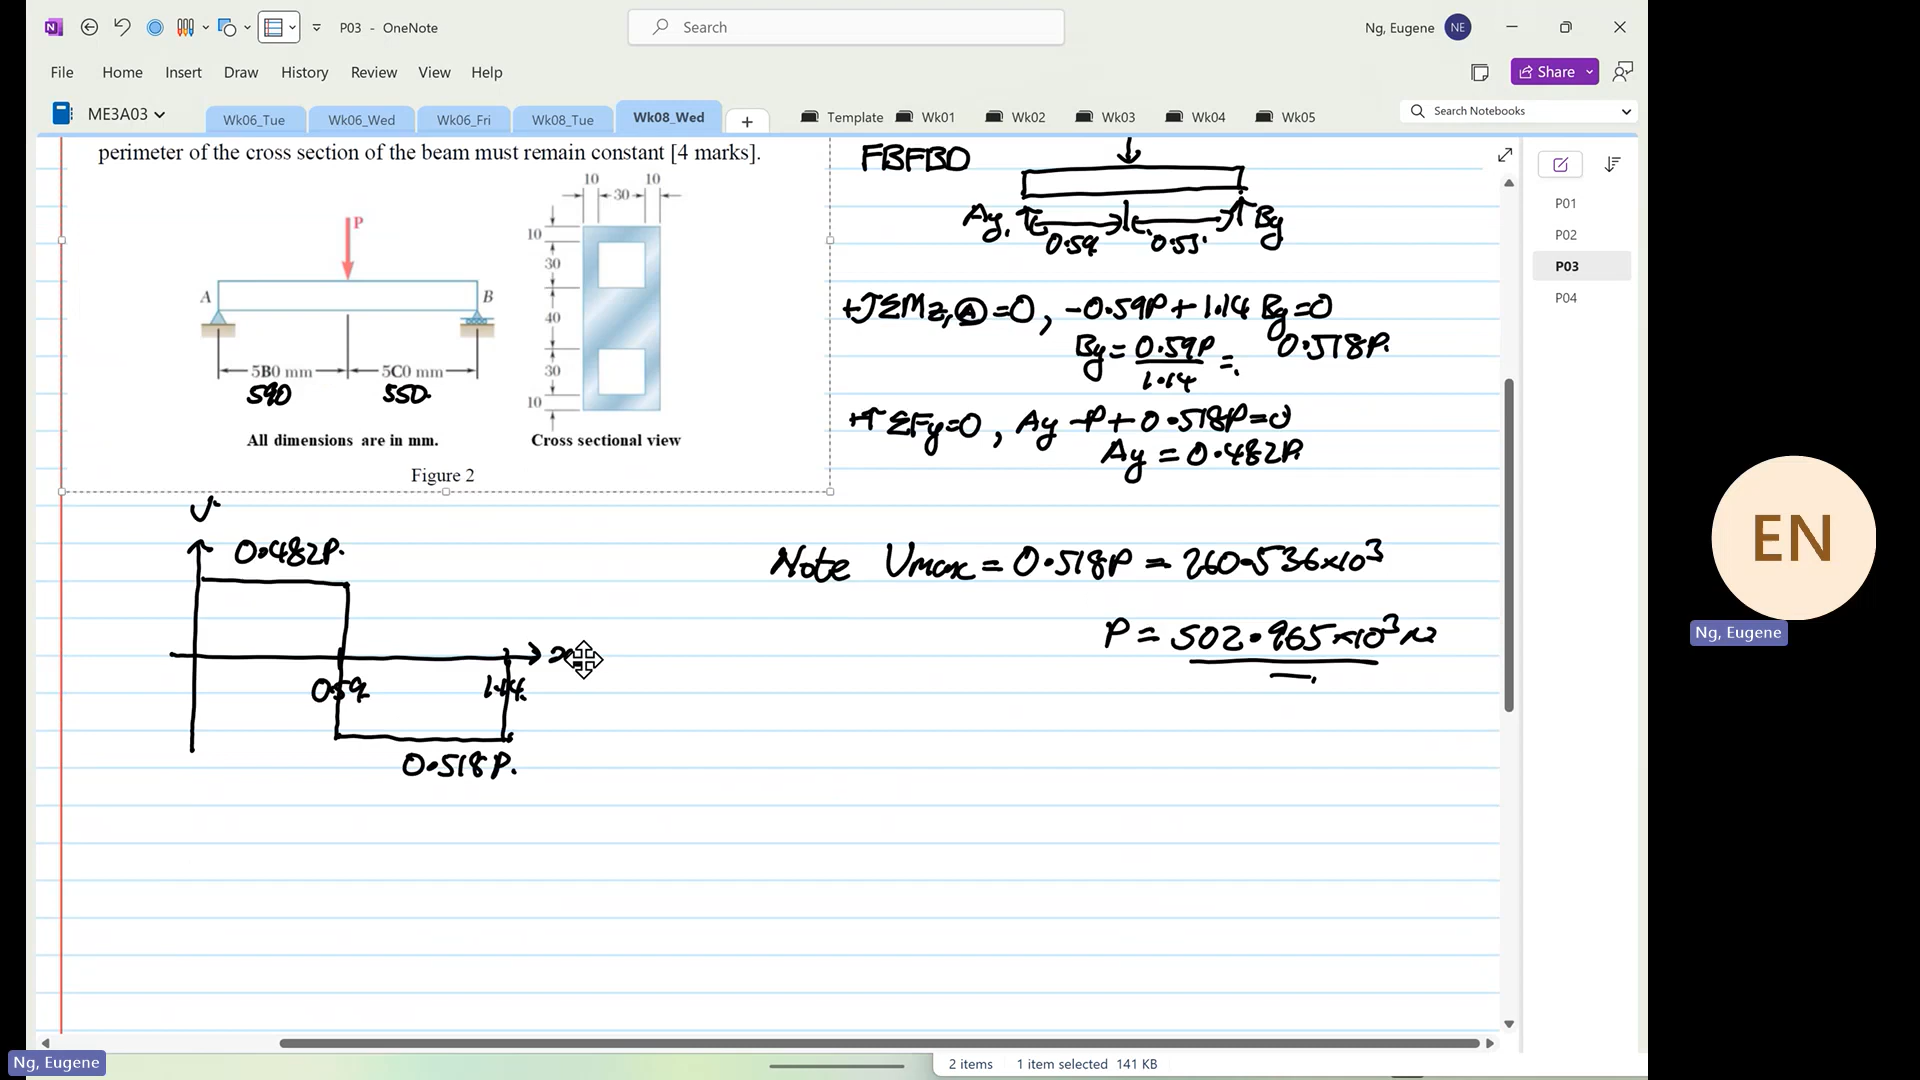 P03 - OneNote
Search
Ng, Eugene NE
File Home Insert Draw History Review View Help
Share
ME3A03
Wk06_Tue Wk06_Wed Wk06_Fri Wk08_Tue Wk08_Wed + Template Wk01 Wk02 Wk03 Wk04 Wk05
Search Notebooks
P01
P02
P03
P04
perimeter of the cross section of the beam must remain constant [4 marks].
P
A B
5B0 mm 5C0 mm
590 550.
All dimensions are in mm.
10 10
30
10
30
40
30
10
Cross sectional view
Figure 2
FBFBD
Ay. By
0.59 0.55.
+ΣMz,A=0, -0.59P+1.14 By=0
By= 0.59P/1.14 = 0.518P.
+↑ΣFy=0, Ay -P+0.518P=0
Ay =0.482P.
V
0.482P.
x
0.59 1.14.
0.518P.
Note Vmax = 0.518P = 260.536×10³
P = 502.965×10³ N
EN
Ng, Eugene
Ng, Eugene
2 items 1 item selected 141 KB